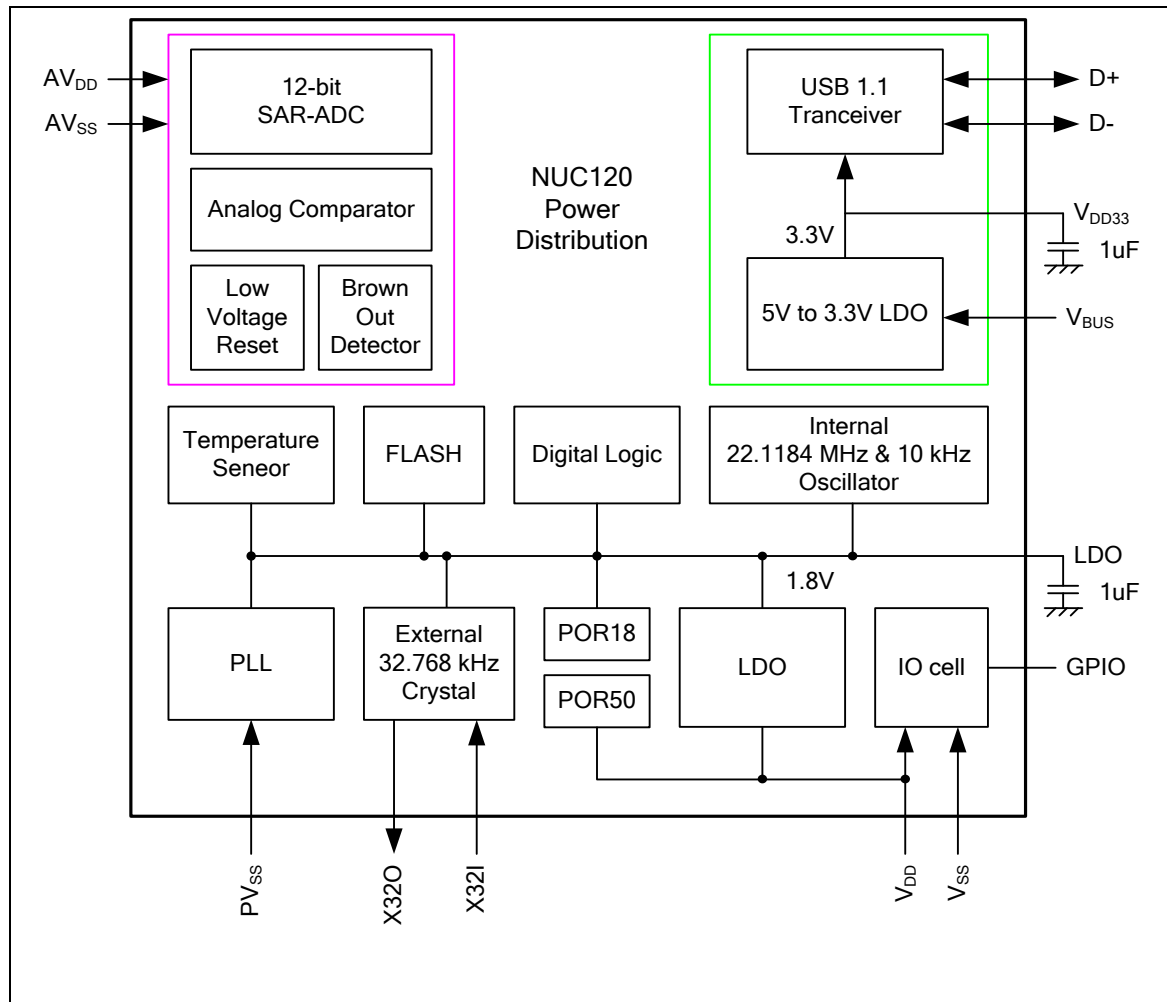 AVDD
AVSS
12-bit
SAR-ADC
Analog Comparator
Low
Voltage
Reset
Brown
Out
Detector
NUC120
Power
Distribution
USB 1.1
Tranceiver
D+
D-
3.3V
VDD33
1uF
5V to 3.3V LDO
VBUS
Temperature
Seneor
FLASH
Digital Logic
Internal
22.1184 MHz & 10 kHz
Oscillator
1.8V
LDO
1uF
PLL
External
32.768 kHz
Crystal
POR18
POR50
LDO
IO cell
GPIO
PVSS
X32O
X32I
VDD
VSS